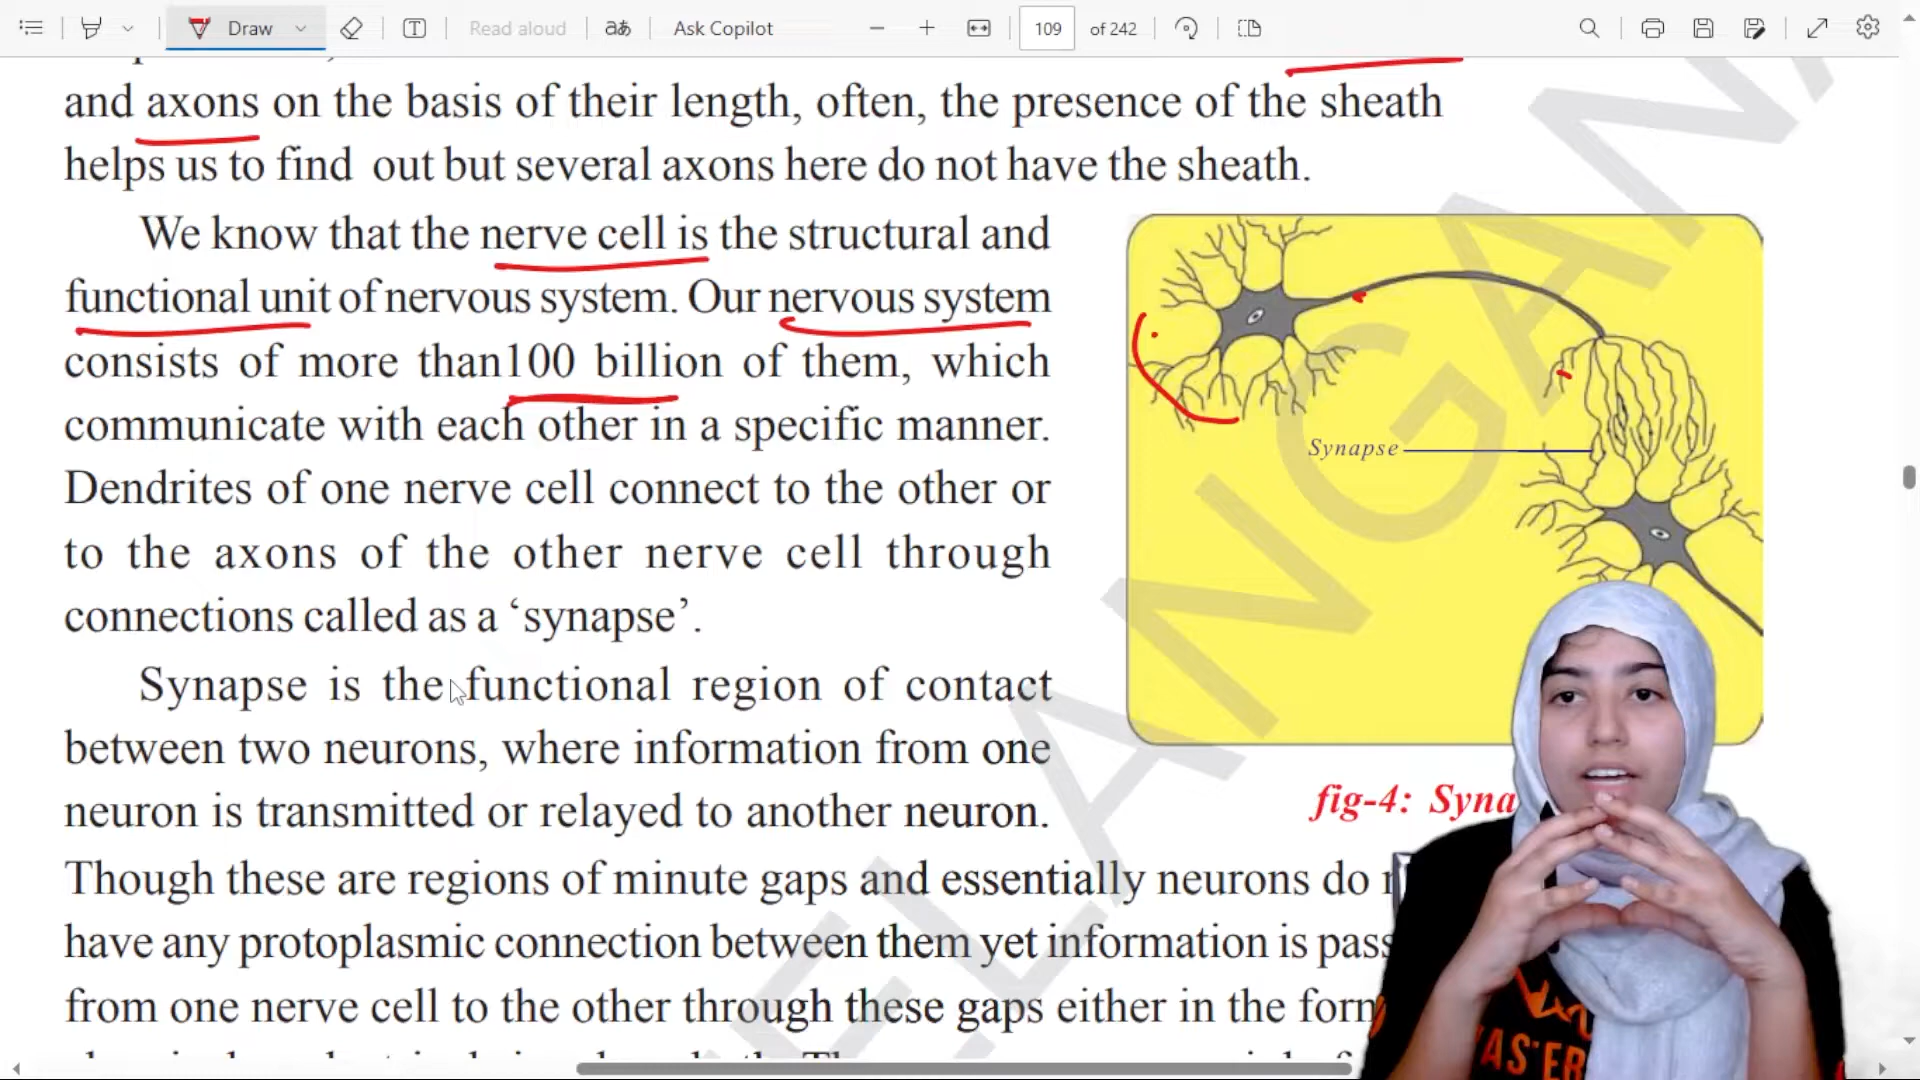 Draw
Read aloud
aあ
Ask Copilot
109
of 242
and axons on the basis of their length, often, the presence of the sheath
helps us to find out but several axons here do not have the sheath.
We know that the nerve cell is the structural and
functional unit of nervous system. Our nervous system
consists of more than100 billion of them, which
communicate with each other in a specific manner.
Dendrites of one nerve cell connect to the other or
to the axons of the other nerve cell through
connections called as a ‘synapse’.
Synapse
Synapse is the functional region of contact
between two neurons, where information from one
neuron is transmitted or relayed to another neuron.
fig-4: Syna
Though these are regions of minute gaps and essentially neurons do
have any protoplasmic connection between them yet information is pass
from one nerve cell to the other through these gaps either in the form
ELANGANA
ASTER